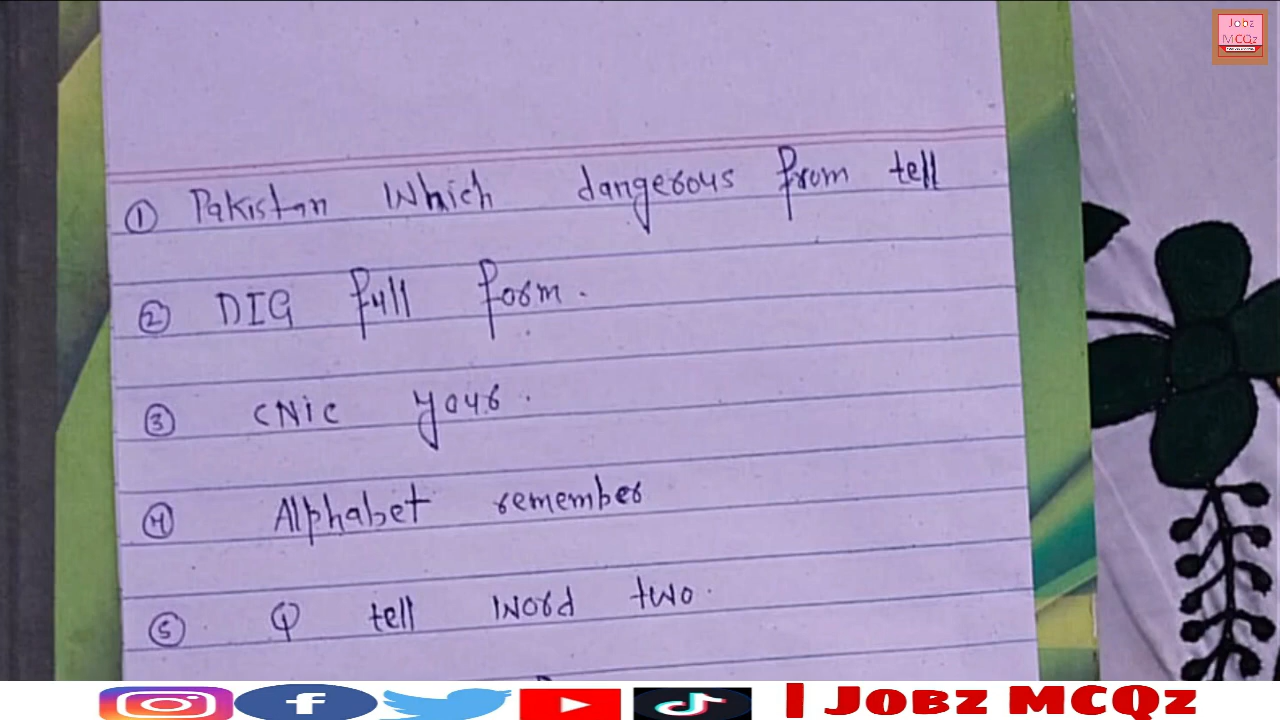 Jobz
MCQz
① Pakistan Which dangerous from tell
② DIG full form.
③ CNiC your.
④ Alphabet remember
⑤ Q tell word two.
| Jobz MCQz